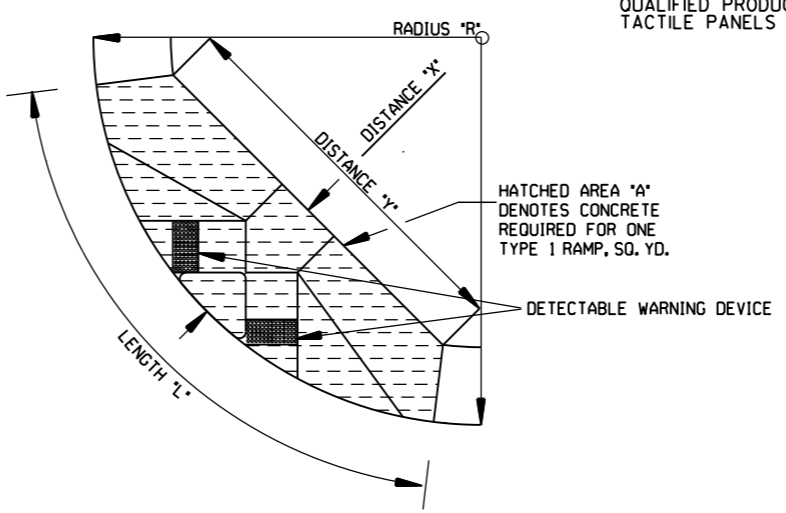 QUALIFIED PRODUC
TACTILE PANELS
RADIUS "R"
DISTANCE "X"
DISTANCE "Y"
HATCHED AREA "A"
DENOTES CONCRETE
REQUIRED FOR ONE
TYPE 1 RAMP, SQ. YD.
DETECTABLE WARNING DEVICE
LENGTH "L"